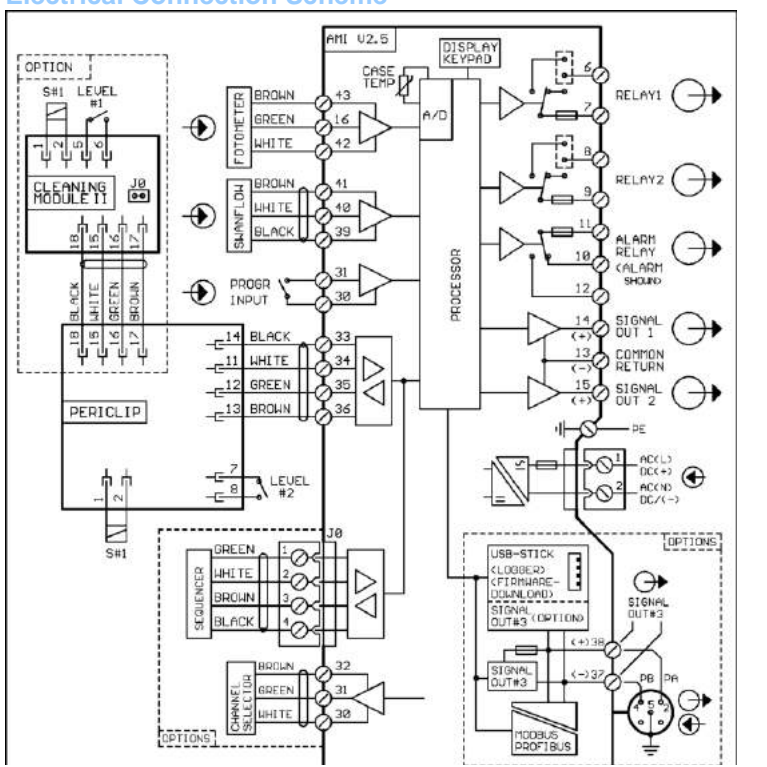 Electrical Connection Scheme
AMI V2.5
DISPLAY
KEYPAD
CASE
TEMP
A/D
PROCESSOR
OPTION
S#1
LEVEL
#1
1
2
5
6
CLEANING
MODULE II
J0
18
15
16
17
BLACK
WHITE
GREEN
BROWN
18
15
16
17
PERICLIP
14 BLACK 33
11 WHITE 34
12 GREEN 35
13 BROWN 36
7
8
LEVEL
#2
1
2
S#1
FOTOMETER
BROWN 43
GREEN 16
WHITE 42
SWANFLOW
BROWN 41
WHITE 40
BLACK 39
PROGR
INPUT
31
30
6
7
RELAY1
8
9
RELAY2
11
10
12
ALARM
RELAY
(ALARM
SHOWN)
14
(+)
SIGNAL
OUT 1
13
(-)
COMMON
RETURN
15
(+)
SIGNAL
OUT 2
PE
1
AC(L)
DC(+)
2
AC(N)
DC/(-)
J0
SEQUENCER
GREEN 1
WHITE 2
BROWN 3
BLACK 4
CHANNEL
SELECTOR
BROWN 32
GREEN 31
WHITE 30
OPTIONS
OPTIONS
USB-STICK
(LOGGER)
(FIRMWARE-
DOWNLOAD)
SIGNAL
OUT#3 (OPTION)
SIGNAL
OUT#3
SIGNAL
OUT#3
(+)38
(-)37
PB PA
4 5 2
MODBUS
PROFIBUS